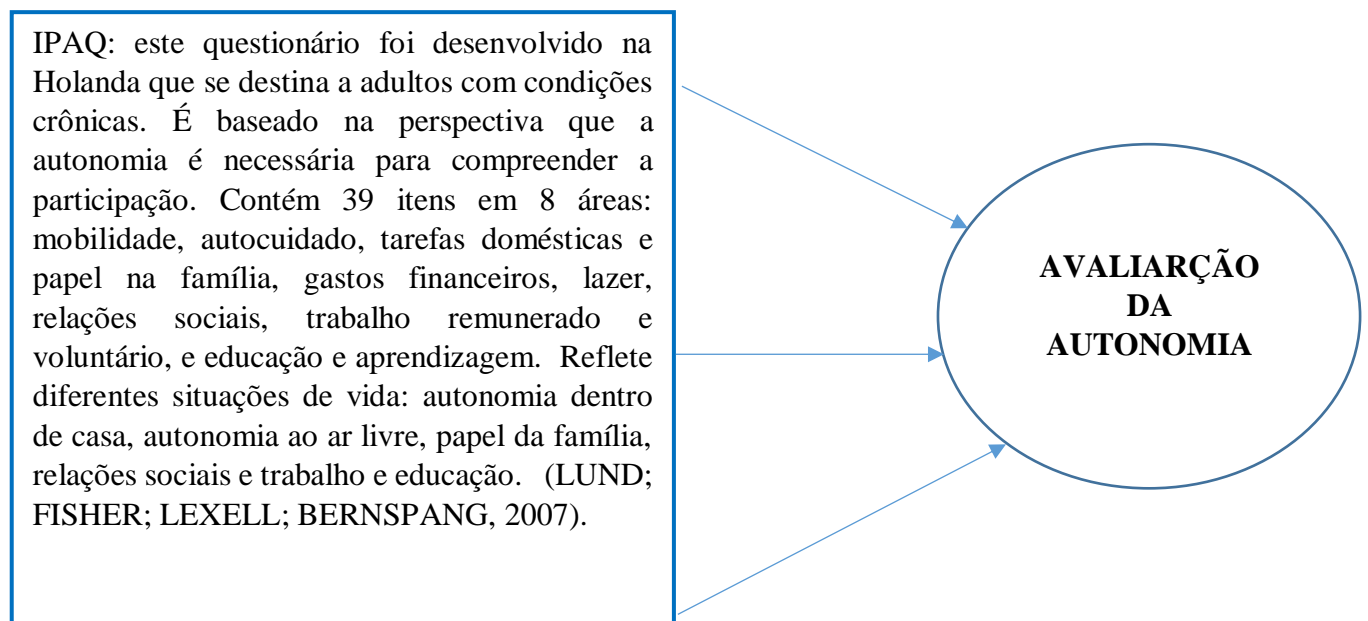 IPAQ: este questionário foi desenvolvido na
Holanda que se destina a adultos com condições
crônicas. É baseado na perspectiva que a
autonomia é necessária para compreender a
participação. Contém 39 itens em 8 áreas:
mobilidade, autocuidado, tarefas domésticas e
papel na família, gastos financeiros, lazer,
relações sociais, trabalho remunerado e
voluntário, e educação e aprendizagem. Reflete
diferentes situações de vida: autonomia dentro
de casa, autonomia ao ar livre, papel da família,
relações sociais e trabalho e educação. (LUND;
FISHER; LEXELL; BERNSPANG, 2007).
AVALIARÇÃO
DA
AUTONOMIA